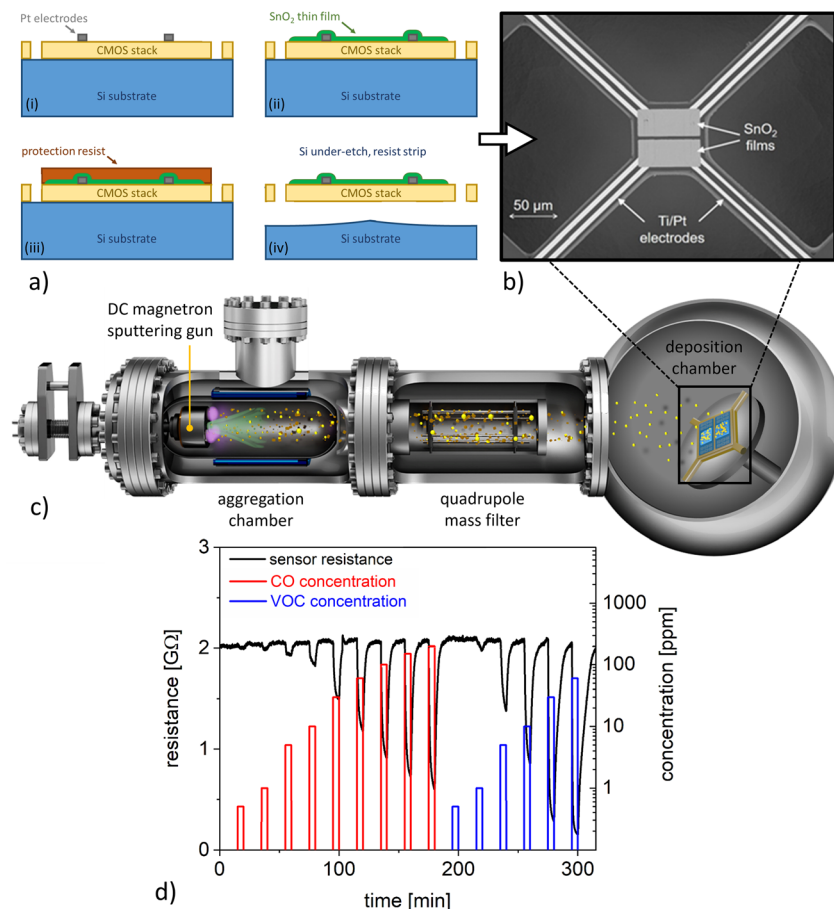 Pt electrodes
CMOS stack
Si substrate
(i)
SnO2 thin film
CMOS stack
Si substrate
(ii)
protection resist
CMOS stack
Si substrate
(iii)
Si under-etch, resist strip
CMOS stack
Si substrate
(iv)
a)
SnO2
films
50 µm
Ti/Pt
electrodes
b)
DC magnetron
sputtering gun
deposition
chamber
aggregation
chamber
quadrupole
mass filter
c)
sensor resistance
CO concentration
VOC concentration
resistance [GΩ]
3
2
1
0
concentration [ppm]
1000
100
10
1
0
100
200
300
time [min]
d)